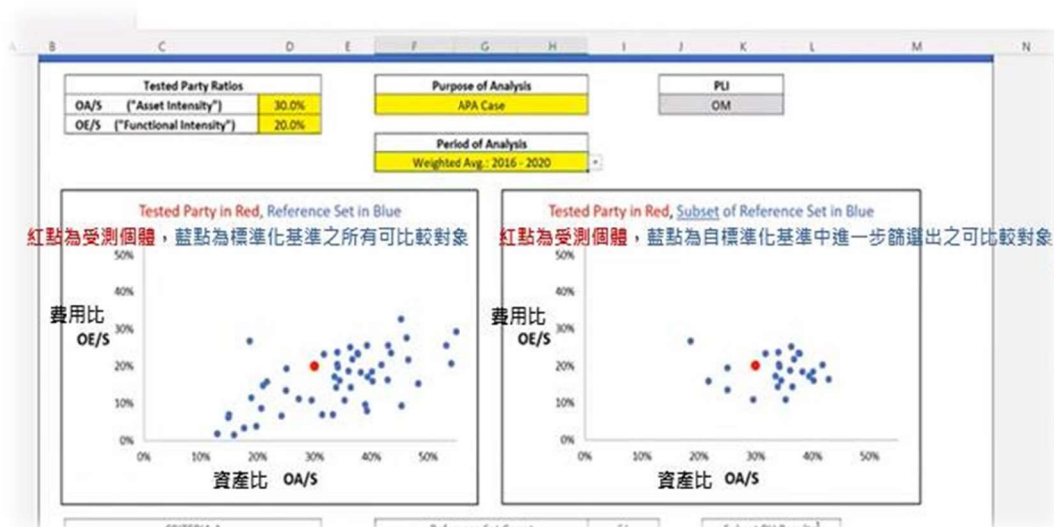 A B C D E F G H I J K L M N
Tested Party Ratios
OA/S ("Asset Intensity") 30.0%
OE/S ("Functional Intensity") 20.0%
Purpose of Analysis
APA Case
PLI
OM
Period of Analysis
Weighted Avg.: 2016 - 2020
Tested Party in Red, Reference Set in Blue
紅點為受測個體，藍點為標準化基準之所有可比較對象
50%
40%
費用比
30%
OE/S
20%
10%
0%
0% 10% 20% 30% 40% 50%
資產比 OA/S
Tested Party in Red, Subset of Reference Set in Blue
紅點為受測個體，藍點為自標準化基準中進一步篩選出之可比較對象
50%
40%
費用比
30%
OE/S
20%
10%
0%
0% 10% 20% 30% 40% 50%
資產比 OA/S